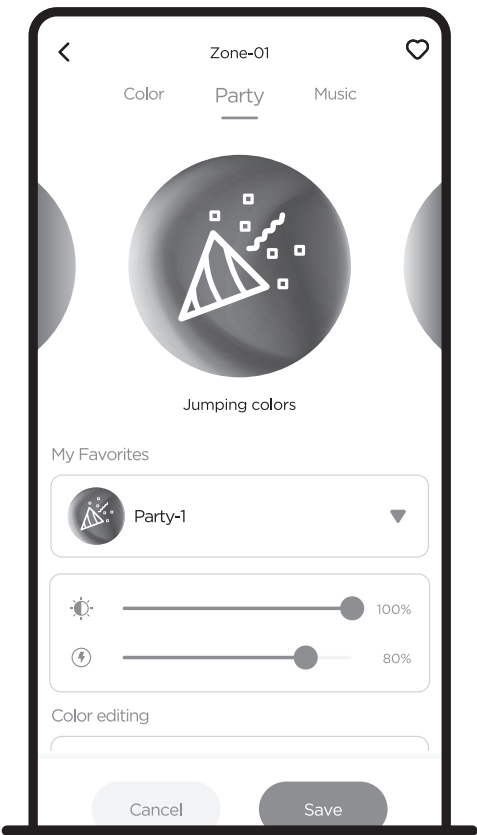 Zone-01
Color Party Music
Jumping colors
My Favorites
Party-1
100%
80%
Color editing
Cancel Save